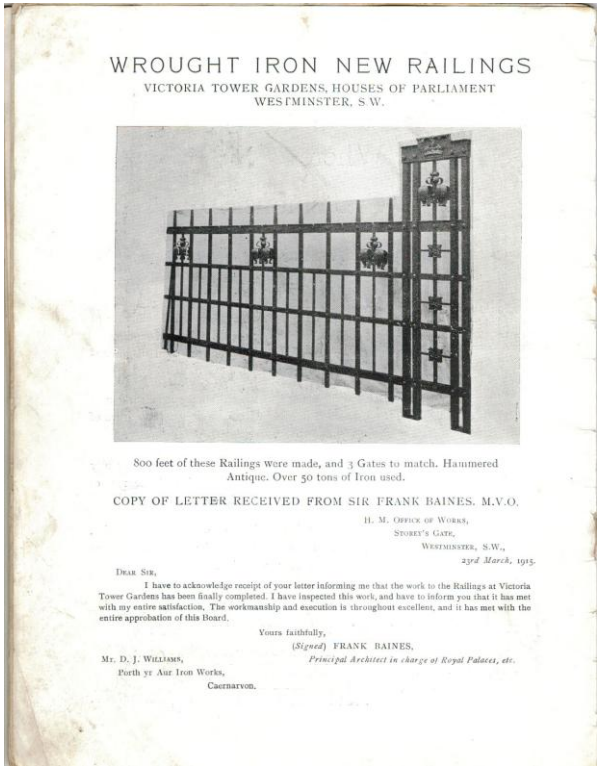 WROUGHT IRON NEW RAILINGS
VICTORIA TOWER GARDENS, HOUSES OF PARLIAMENT
WESTMINSTER, S.W.
800 feet of these Railings were made, and 3 Gates to match. Hammered
Antique. Over 50 tons of Iron used.
COPY OF LETTER RECEIVED FROM SIR FRANK BAINES. M.V.O.
H. M. OFFICE OF WORKS,
STOREY'S GATE,
WESTMINSTER, S.W.,
23rd March, 1915.
DEAR SIR,
I have to acknowledge receipt of your letter informing me that the work to the Railings at Victoria
Tower Gardens has been finally completed. I have inspected this work, and have to inform you that it has met
with my entire satisfaction. The workmanship and execution is throughout excellent, and it has met with the
entire approbation of this Board.
Yours faithfully,
(Signed) FRANK BAINES,
Mr. D. J. WILLIAMS, Principal Architect in charge of Royal Palaces, etc.
Porth yr Aur Iron Works,
Caernarvon.